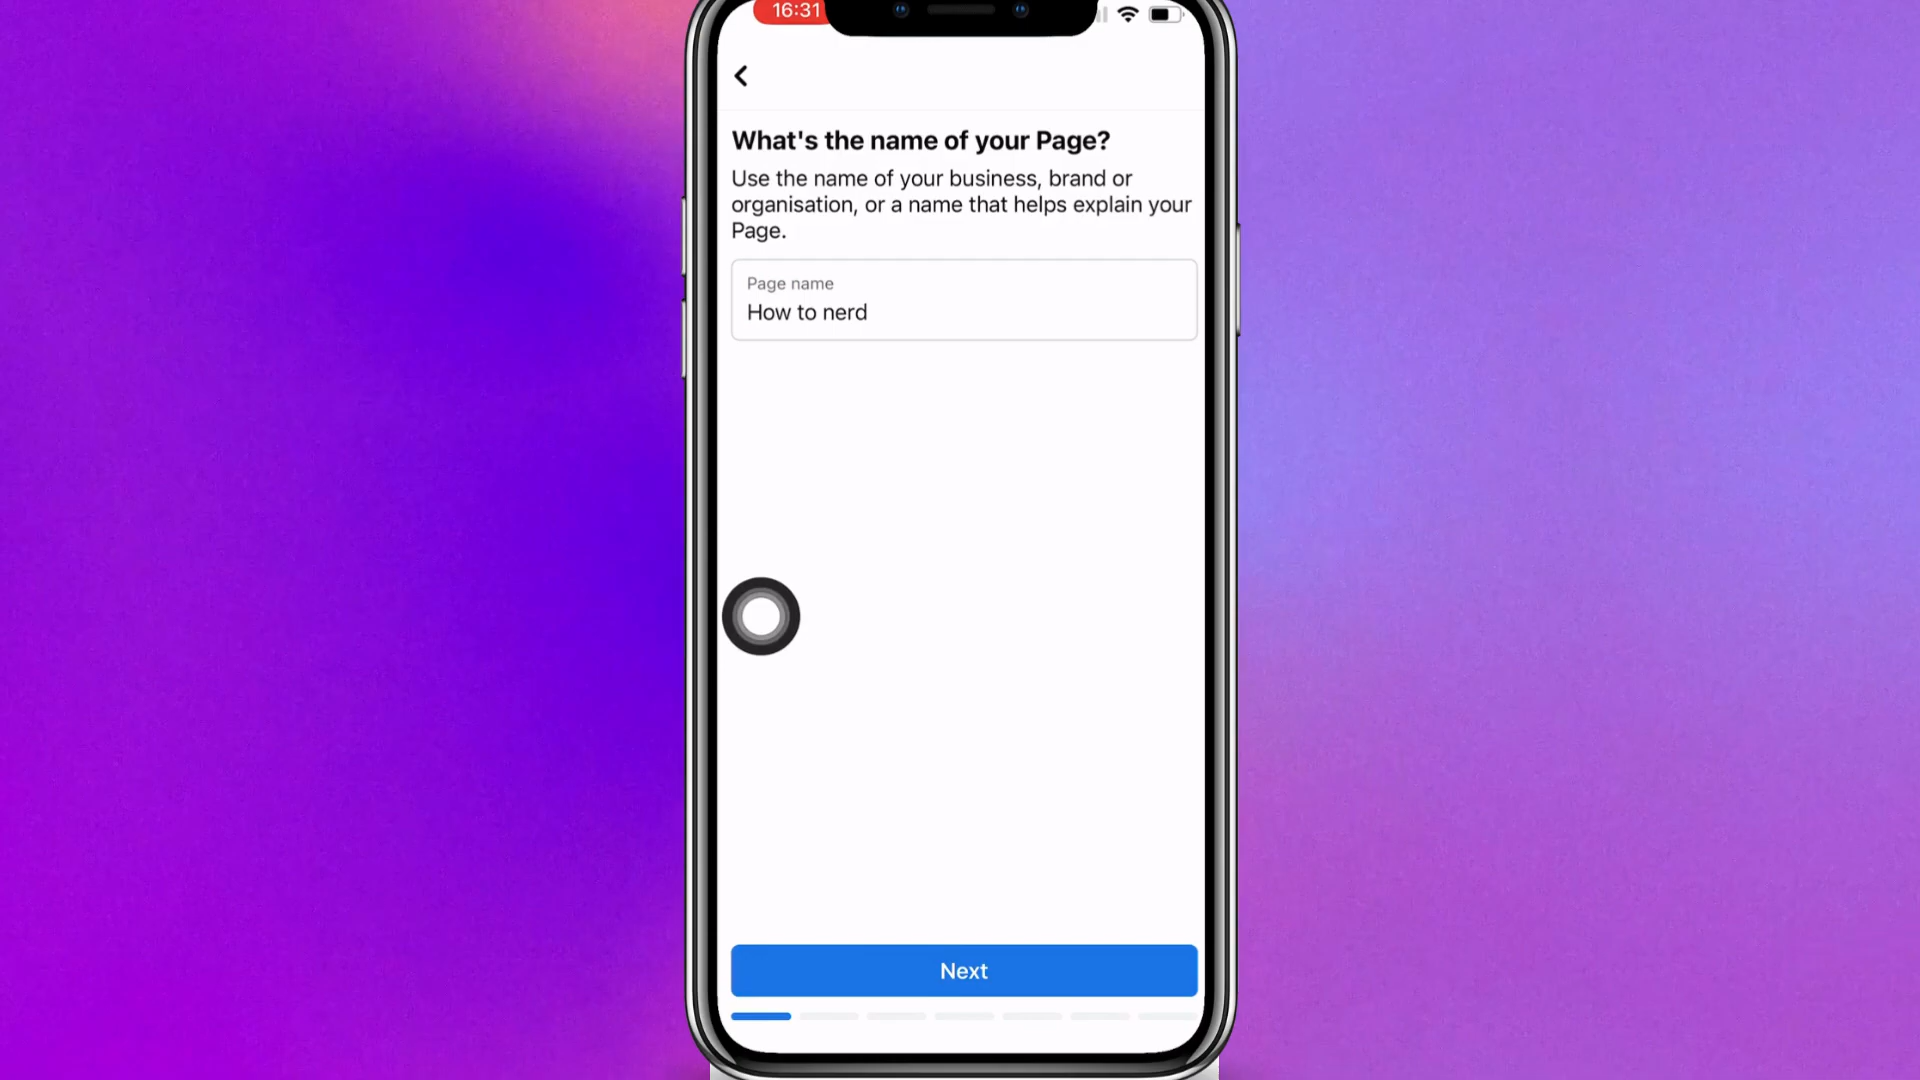 16:31
What's the name of your Page?
Use the name of your business, brand or
organisation, or a name that helps explain your
Page.
Page name
How to nerd
Next